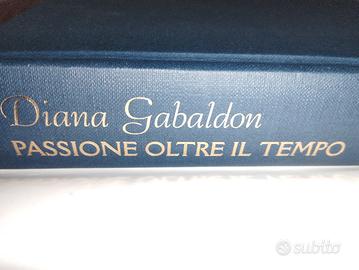 Diana Gabaldon
PASSIONE OLTRE IL TEMPO
subito